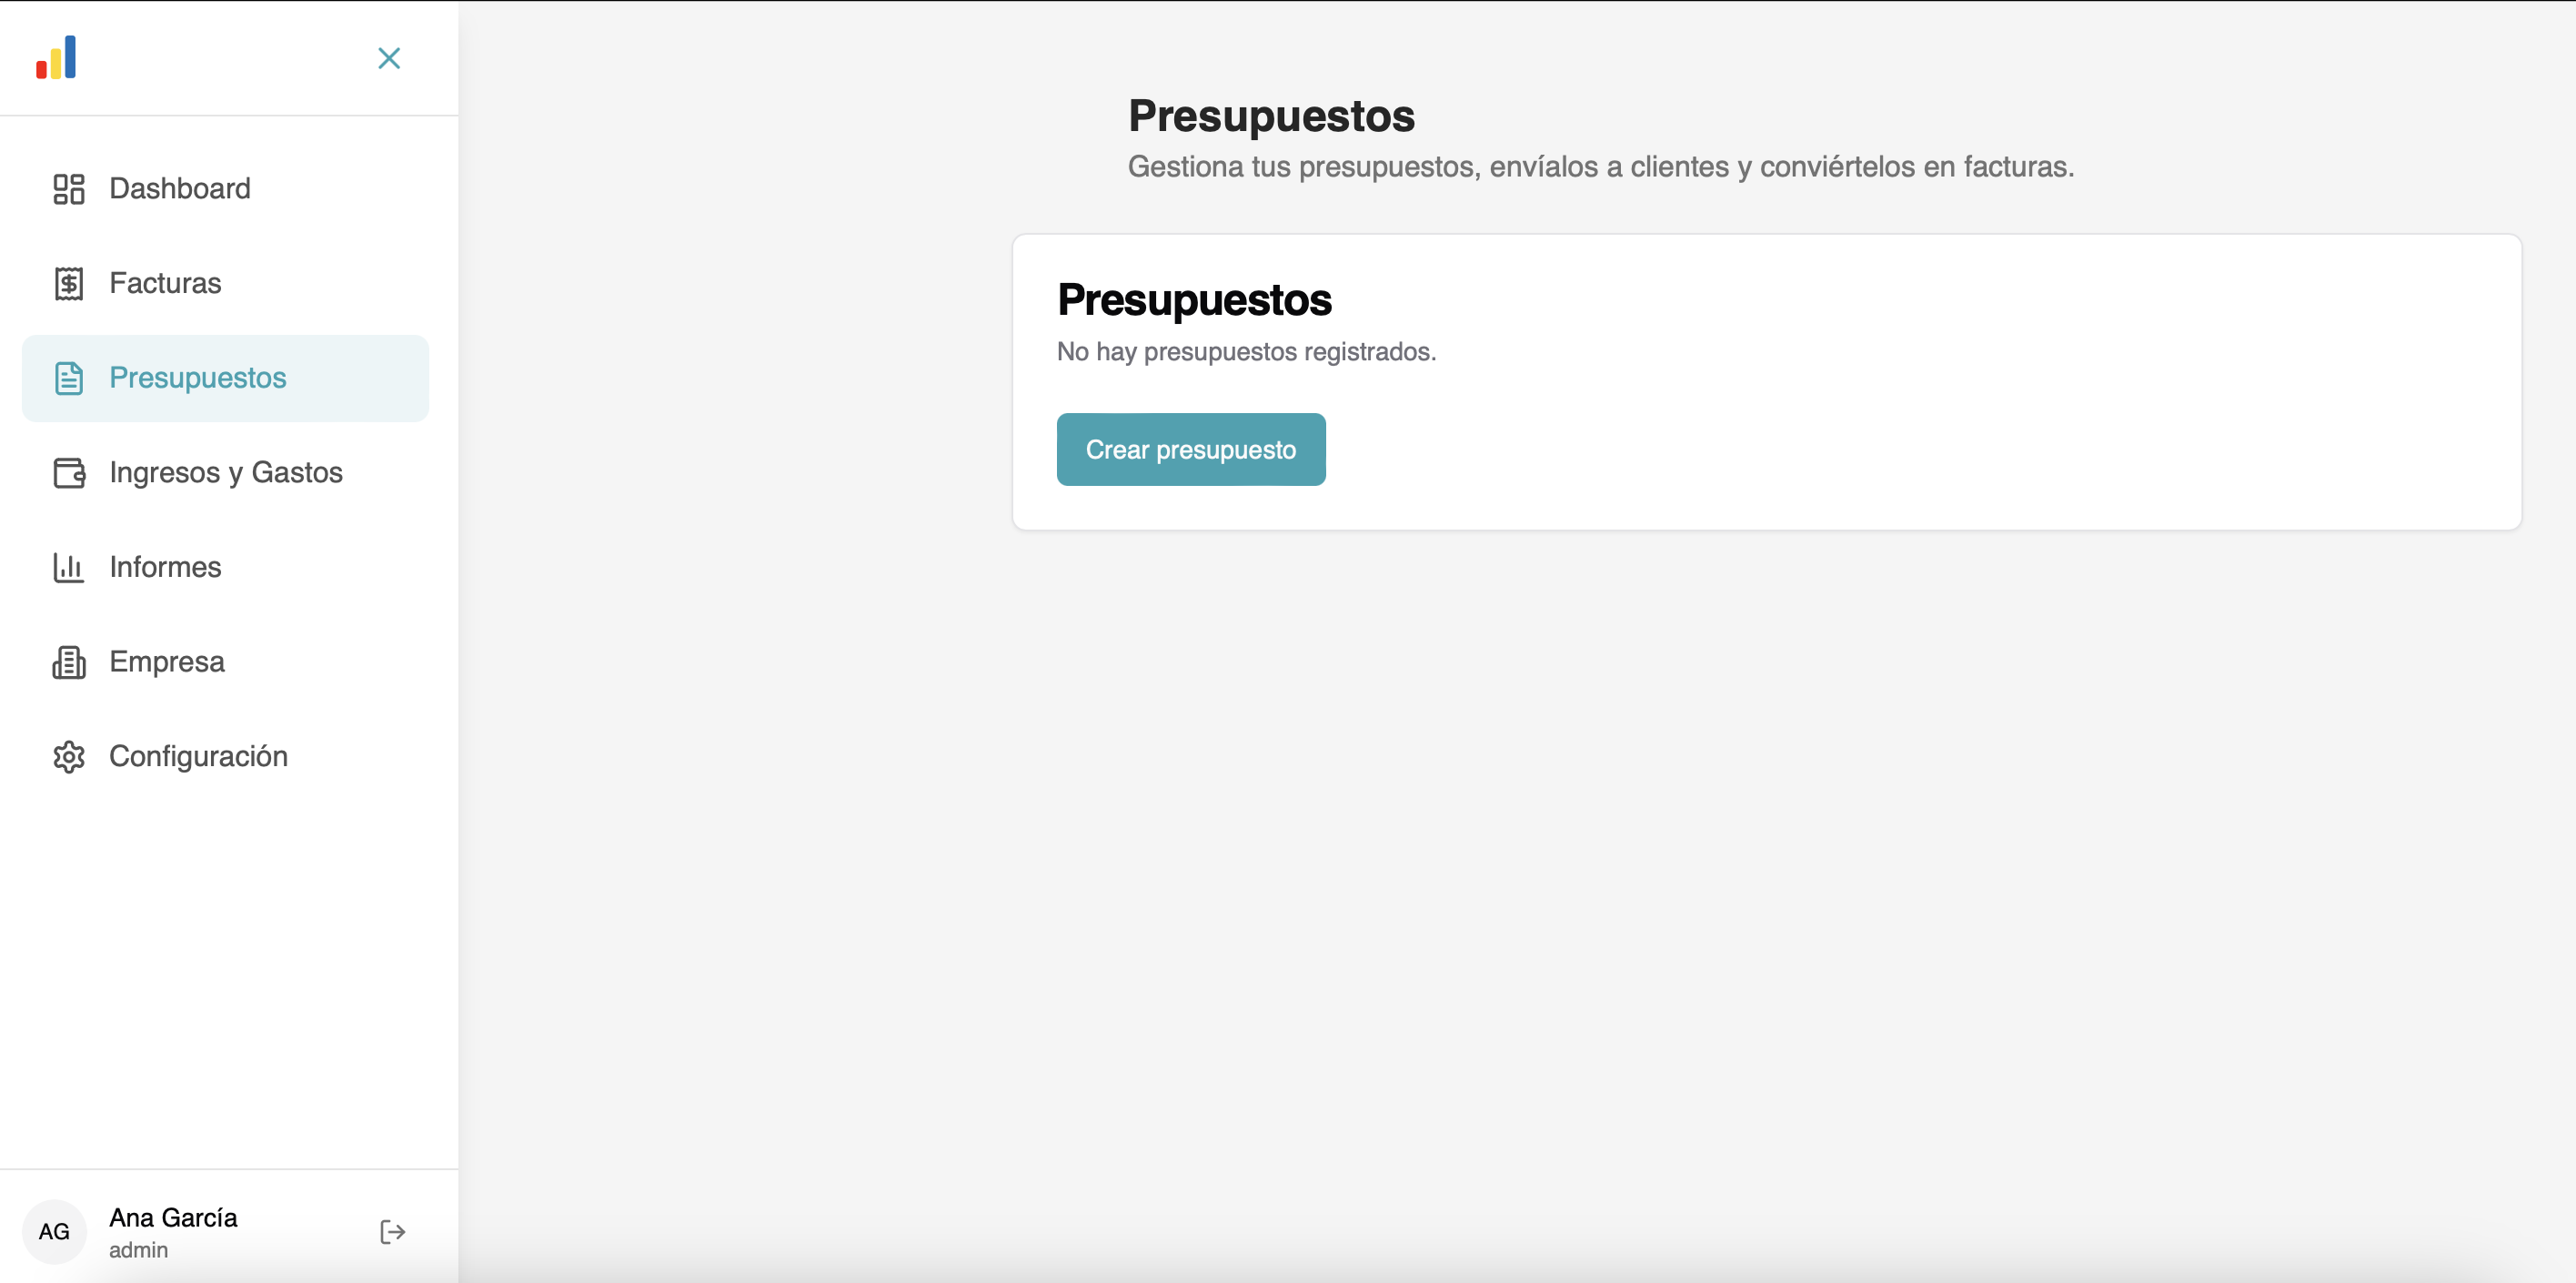 Dashboard
Facturas
Presupuestos
Ingresos y Gastos
Informes
Empresa
Configuración
AG
Ana García
admin
Presupuestos
Gestiona tus presupuestos, envíalos a clientes y conviértelos en facturas.
Presupuestos
No hay presupuestos registrados.
Crear presupuesto